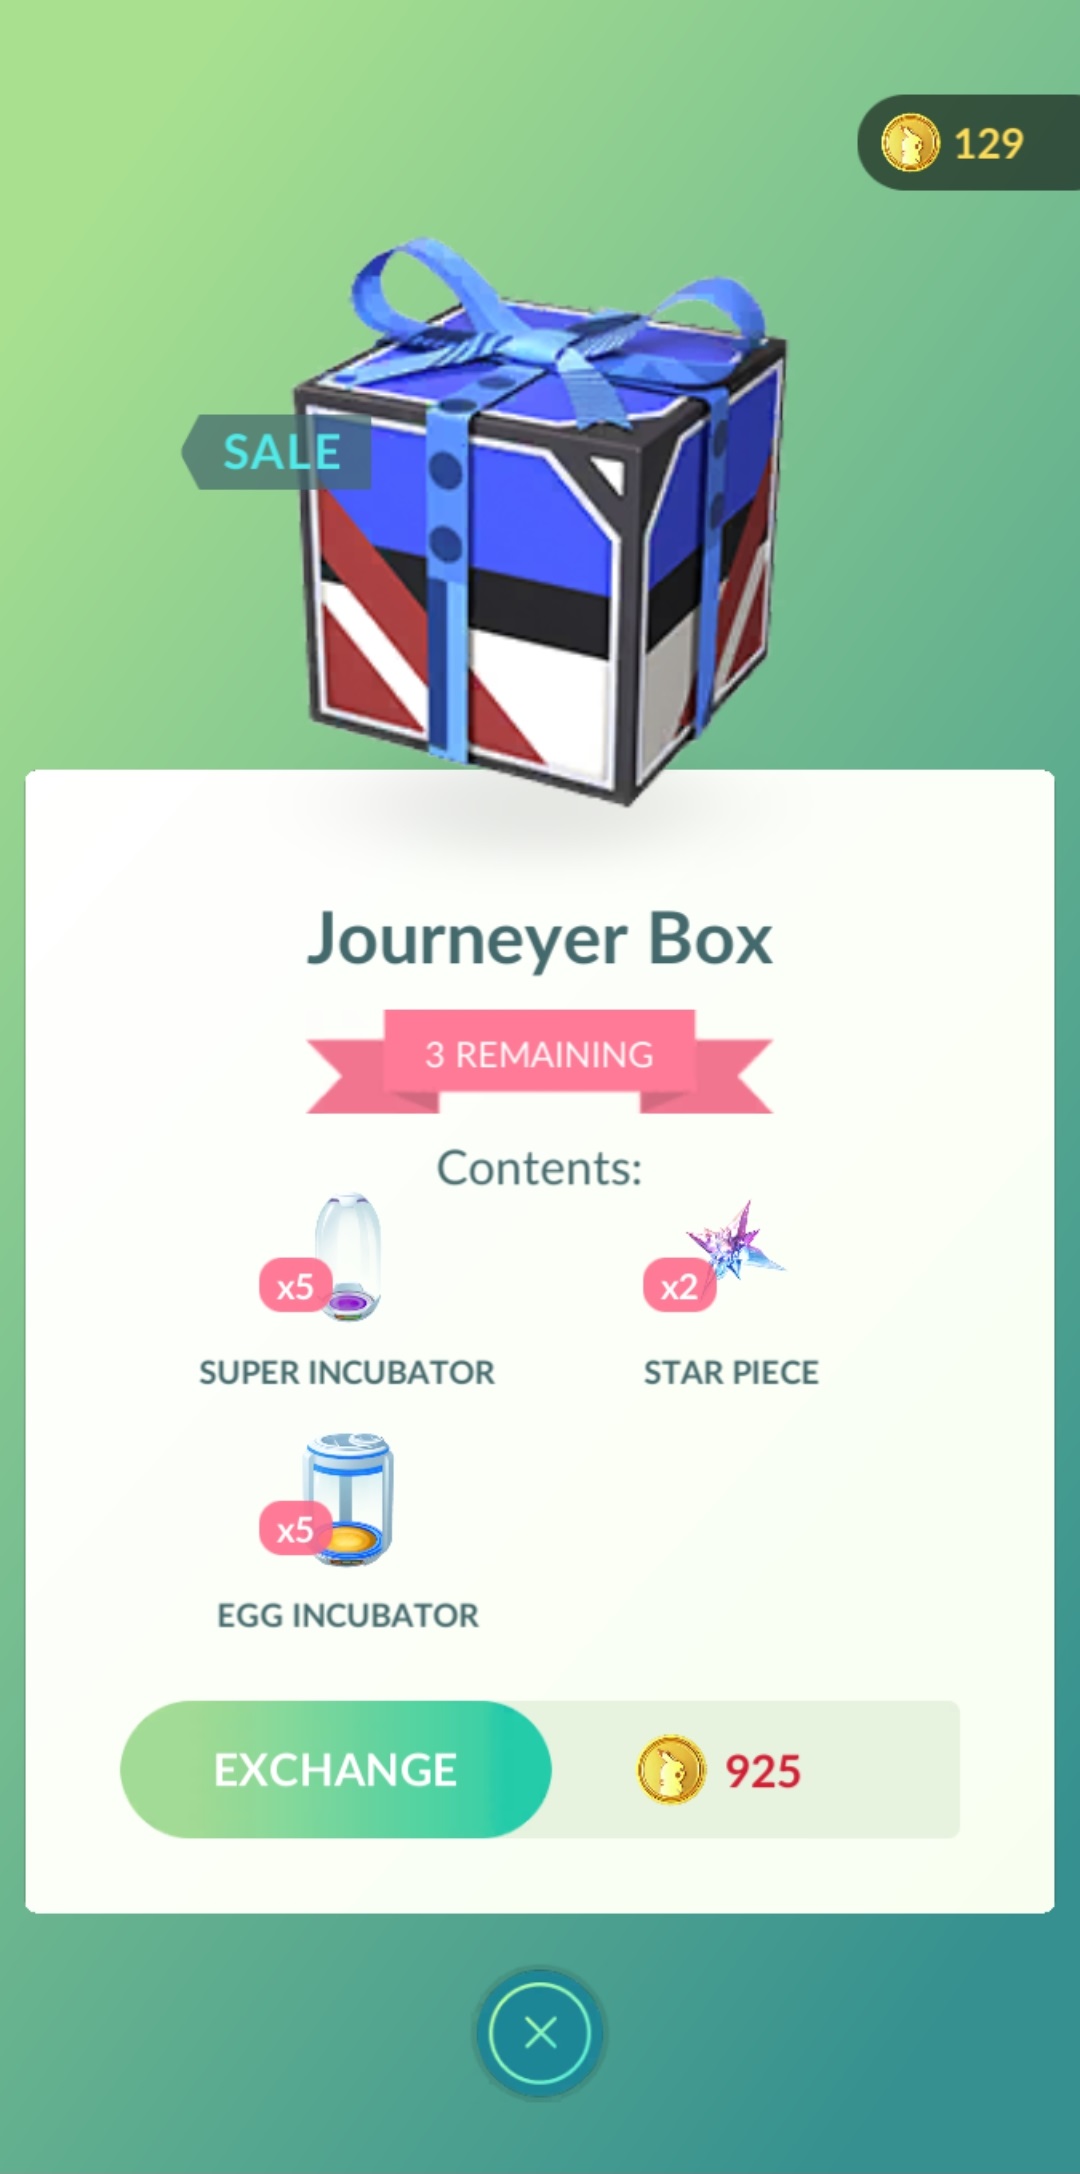 129
SALE
Journeyer Box
3 REMAINING
Contents:
x5
x2
SUPER INCUBATOR
STAR PIECE
x5
EGG INCUBATOR
EXCHANGE
925